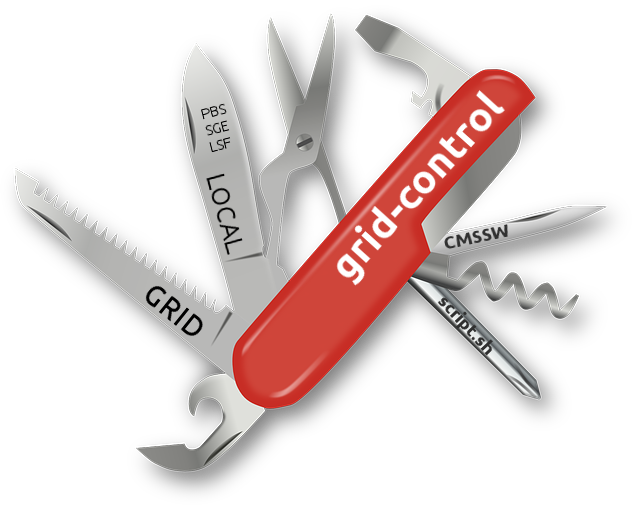 PBS
SGE
LSF
LOCAL
GRID
grid-control
CMSSW
script.sh